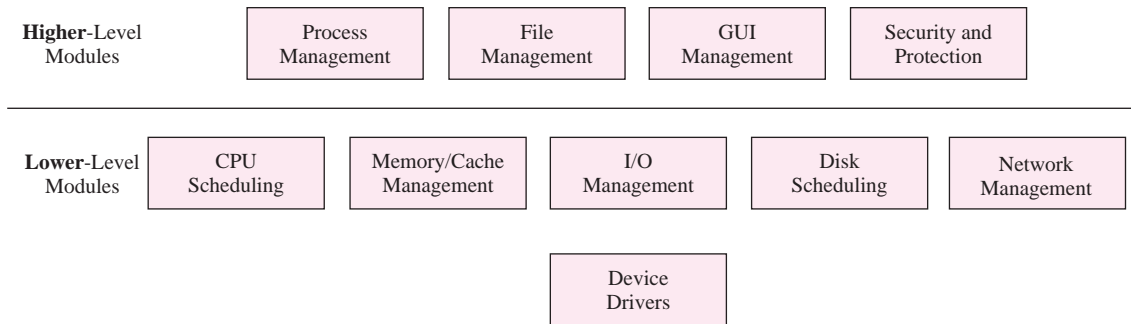 Higher-Level
Modules
Process
Management
File
Management
GUI
Management
Security and
Protection
Lower-Level
Modules
CPU
Scheduling
Memory/Cache
Management
I/O
Management
Disk
Scheduling
Network
Management
Device
Drivers